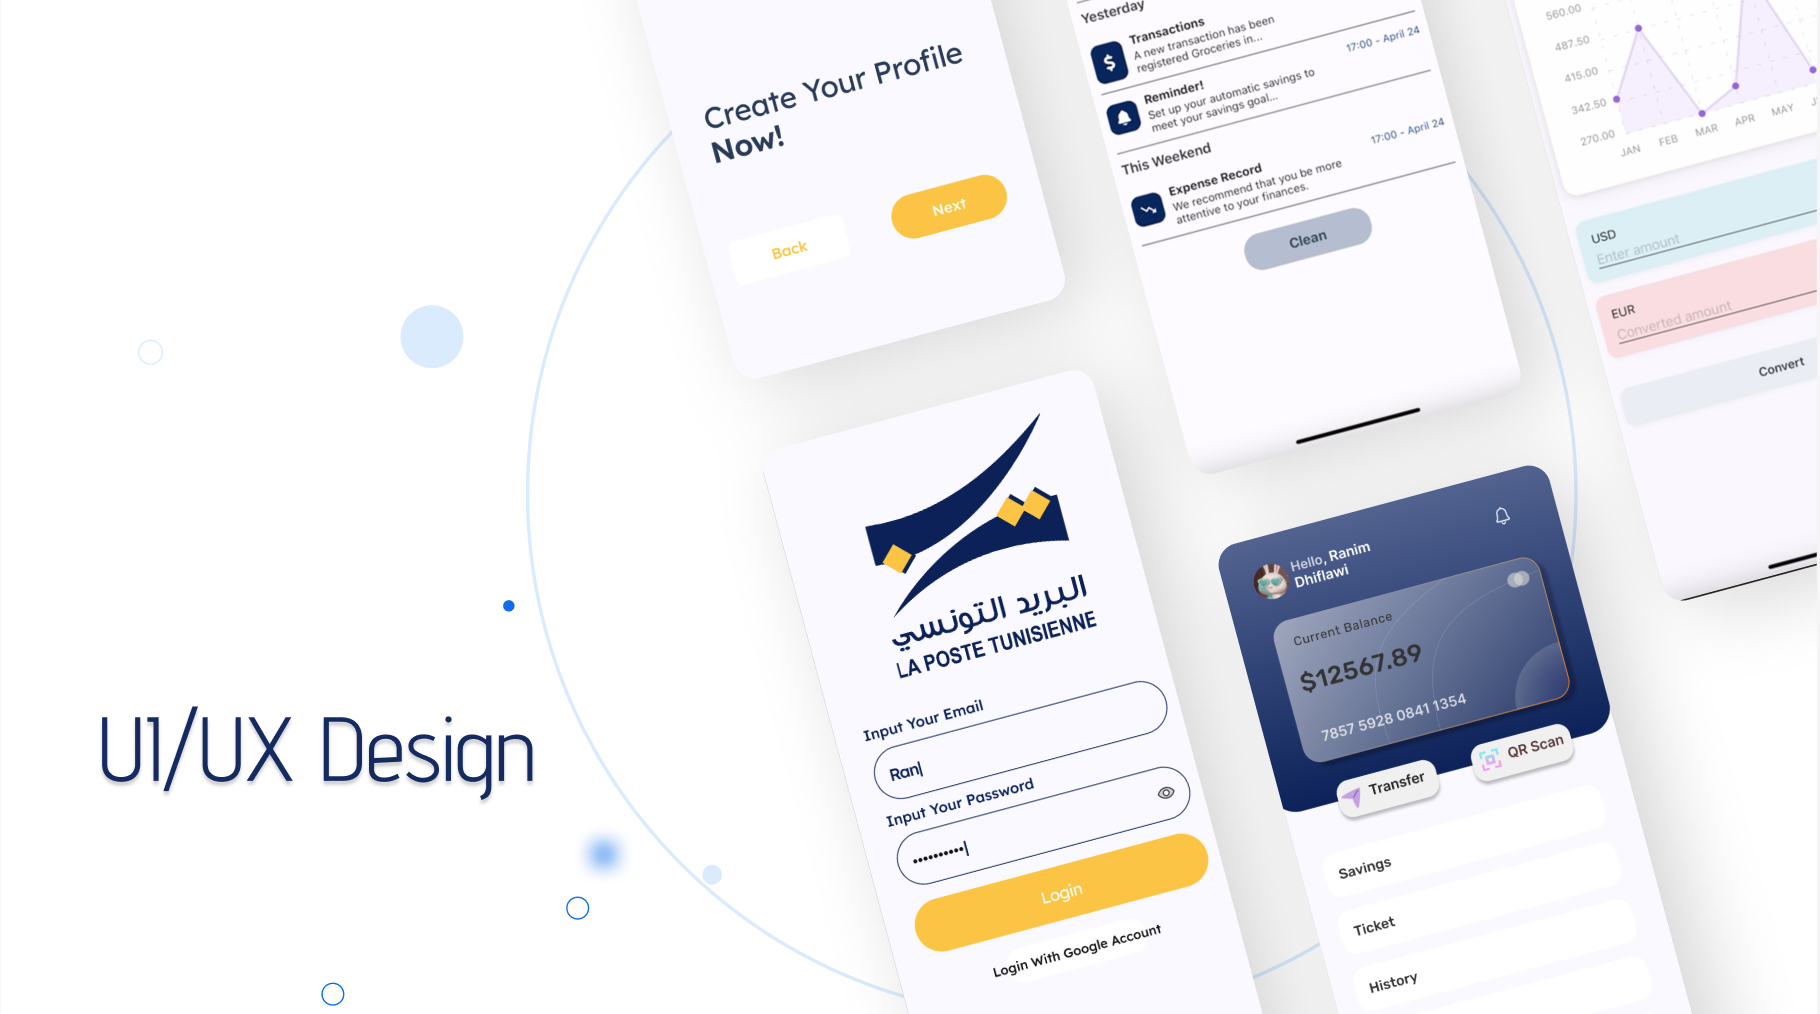 UI/UX Design
Create Your Profile
Now!
Back
Next
Yesterday
Transactions
A new transaction has been
registered Groceries in...
17:00 - April 24
Reminder!
Set up your automatic savings to
meet your savings goal...
17:00 - April 24
This Weekend
Expense Record
We recommend that you be more
attentive to your finances.
Clean
560.00
487.50
415.00
342.50
270.00
JAN FEB MAR APR MAY
USD
Enter amount
EUR
Converted amount
Convert
البريد التونسي
LA POSTE TUNISIENNE
Input Your Email
Ran
Input Your Password
Login
Login With Google Account
Hello, Ranim
Dhiflawi
Current Balance
$12567.89
7857 5928 0841 1354
Transfer
QR Scan
Savings
Ticket
History